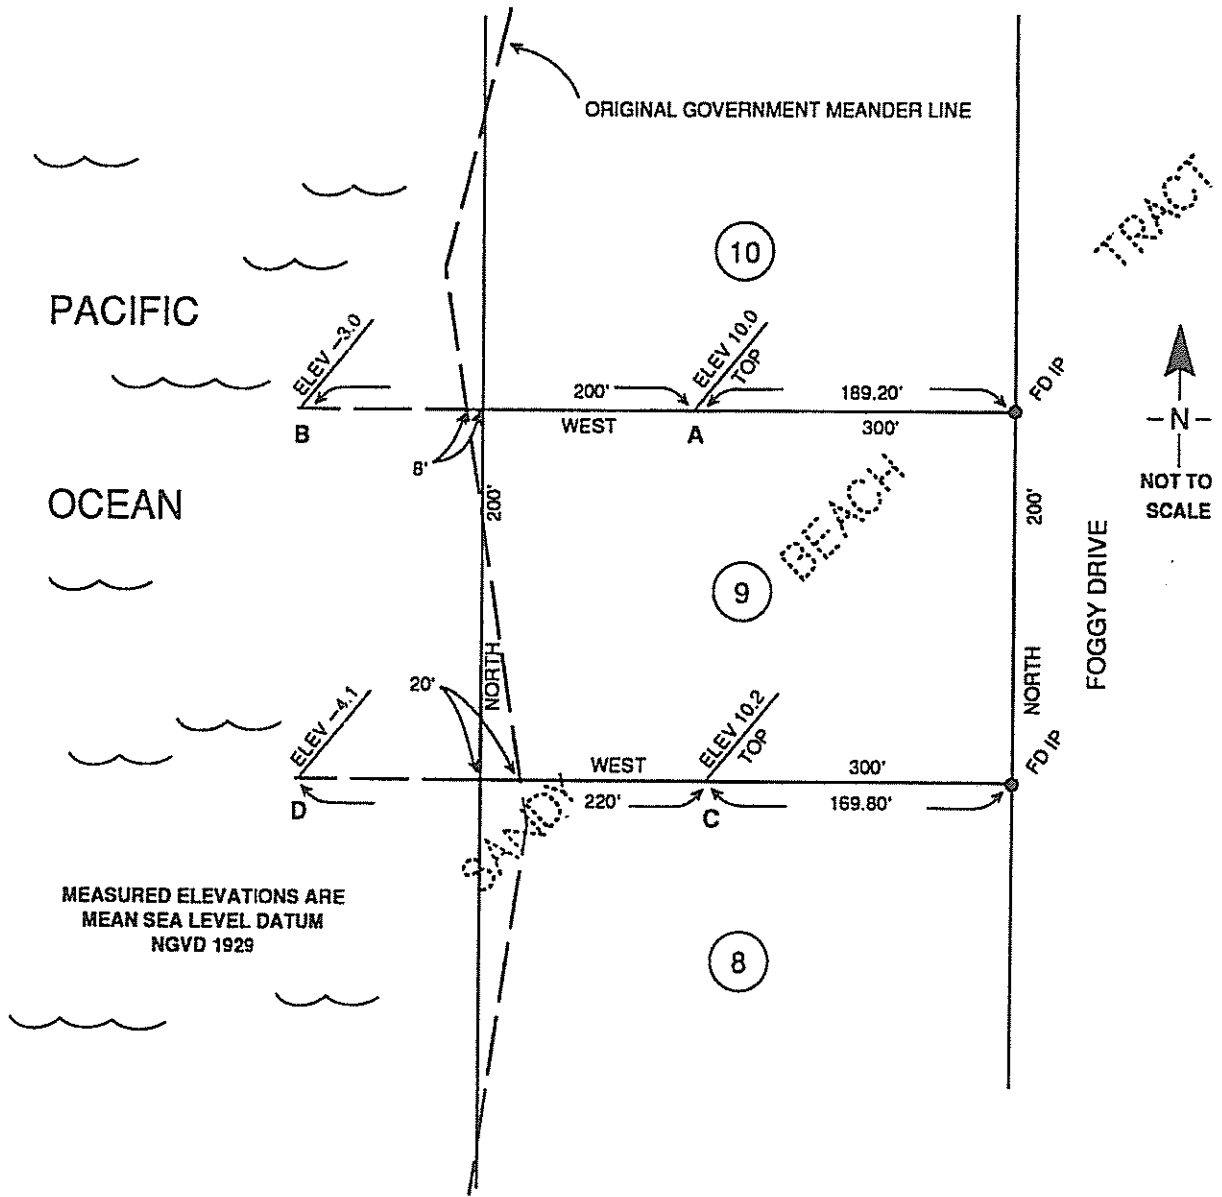 ORIGINAL GOVERNMENT MEANDER LINE
TRACT
10
PACIFIC
ELEV –3.0
ELEV 10.0
TOP
FD IP
200'
189.20'
B
WEST
A
300'
– N –
8'
NOT TO
SCALE
OCEAN
200'
200'
BEACH
9
FOGGY DRIVE
NORTH
NORTH
20'
ELEV –4.1
ELEV 10.2
TOP
FD IP
WEST
300'
D
220'
C
169.80'
SANDY
MEASURED ELEVATIONS ARE
MEAN SEA LEVEL DATUM
NGVD 1929
8